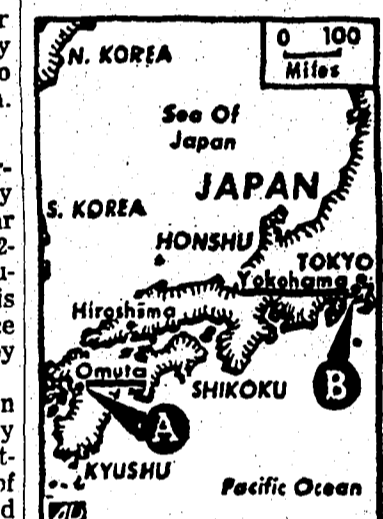 0 100
Miles
N. KOREA
Sea Of
Japan
JAPAN
S. KOREA
HONSHU
TOKYO
Yokohama
Hiroshima
Omuta
SHIKOKU
B
A
KYUSHU
Pacific Ocean